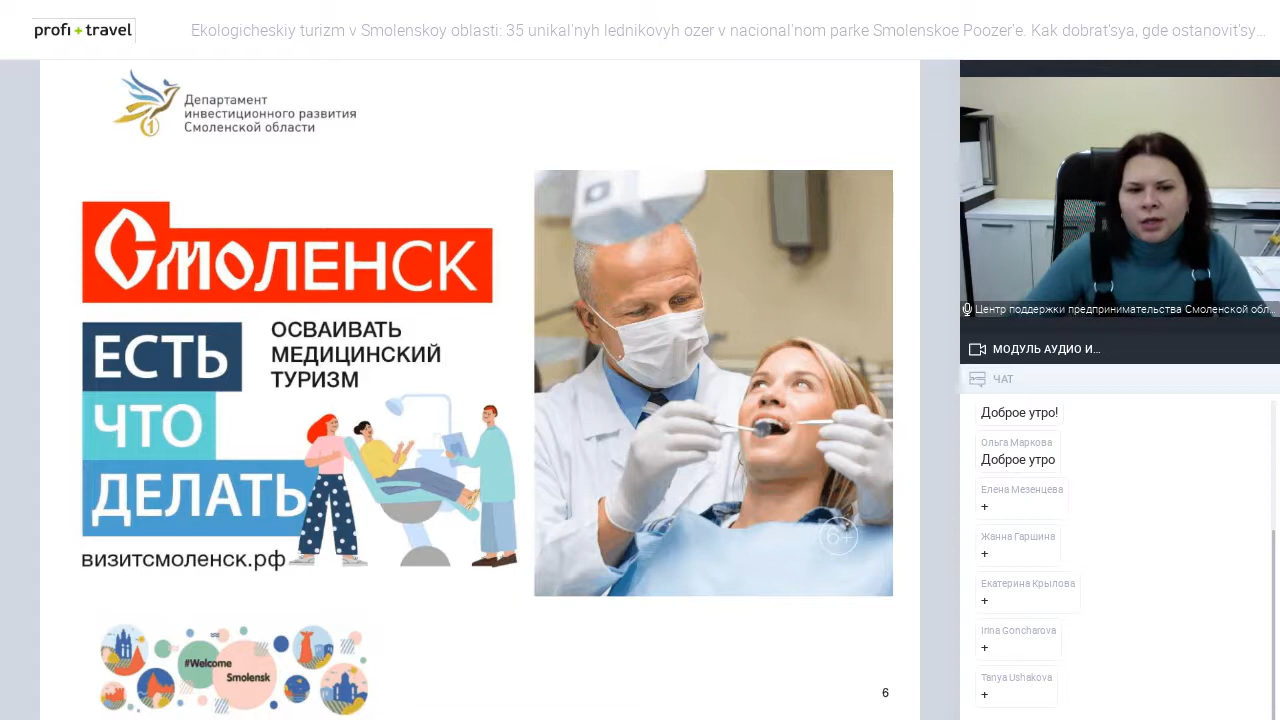 profi + travel
Ekologicheskiy turizm v Smolenskoy oblasti: 35 unikal'nyh lednikovyh ozer v nacional'nom parke Smolenskoe Poozer'e. Kak dobrat'sya, gde ostanovit'sy...
Департамент
инвестиционного развития
Смоленской области
1
СМОЛЕНСК
ЕСТЬ
ЧТО
ДЕЛАТЬ
ОСВАИВАТЬ
МЕДИЦИНСКИЙ
ТУРИЗМ
визитсмоленск.рф
6+
#Welcome
Smolensk
6
Центр поддержки предпринимательства Смоленской обл...
МОДУЛЬ АУДИО И...
ЧАТ
Доброе утро!
Ольга Маркова
Доброе утро
Елена Мезенцева
+
Жанна Гаршина
+
Екатерина Крылова
+
Irina Goncharova
+
Tanya Ushakova
+